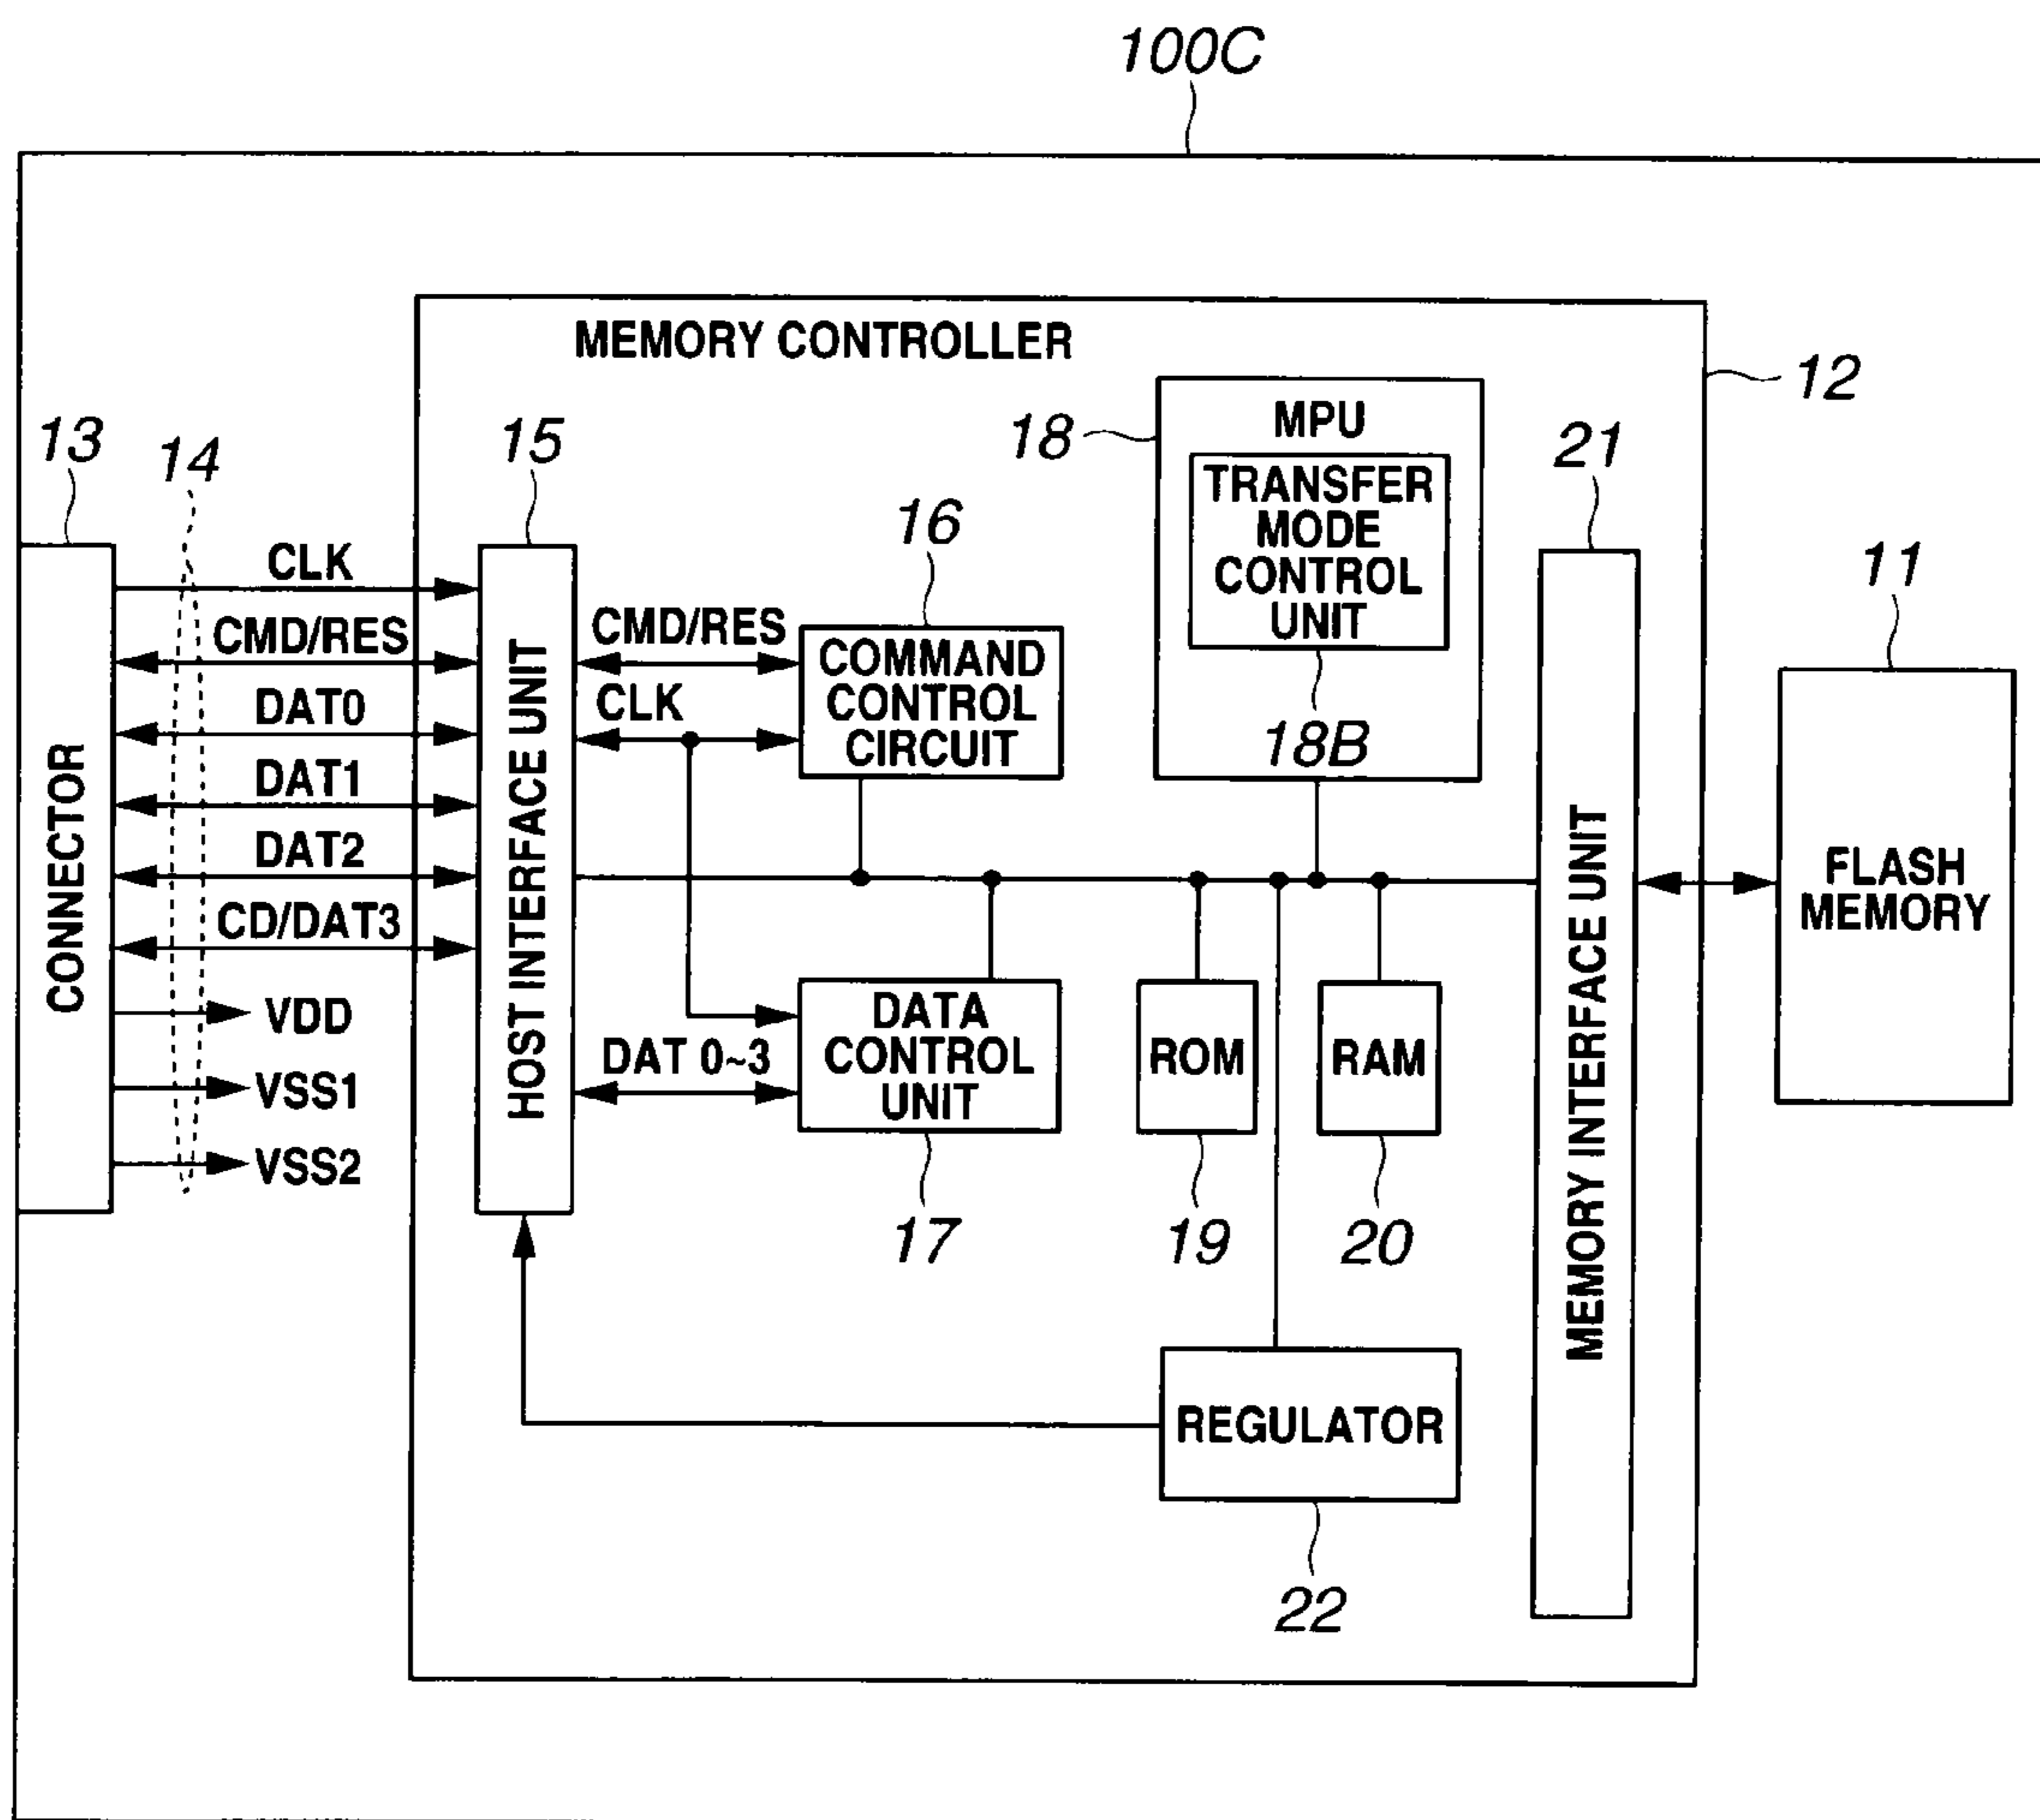 100C
MEMORY CONTROLLER
12
13
14
15
16
18
MPU
TRANSFER
MODE
CONTROL
UNIT
18B
21
11
CONNECTOR
CLK
CMD/RES
DAT0
DAT1
DAT2
CD/DAT3
VDD
VSS1
VSS2
HOST INTERFACE UNIT
CMD/RES
CLK
COMMAND
CONTROL
CIRCUIT
DAT 0~3
DATA
CONTROL
UNIT
17
ROM
19
RAM
20
MEMORY INTERFACE UNIT
FLASH
MEMORY
REGULATOR
22